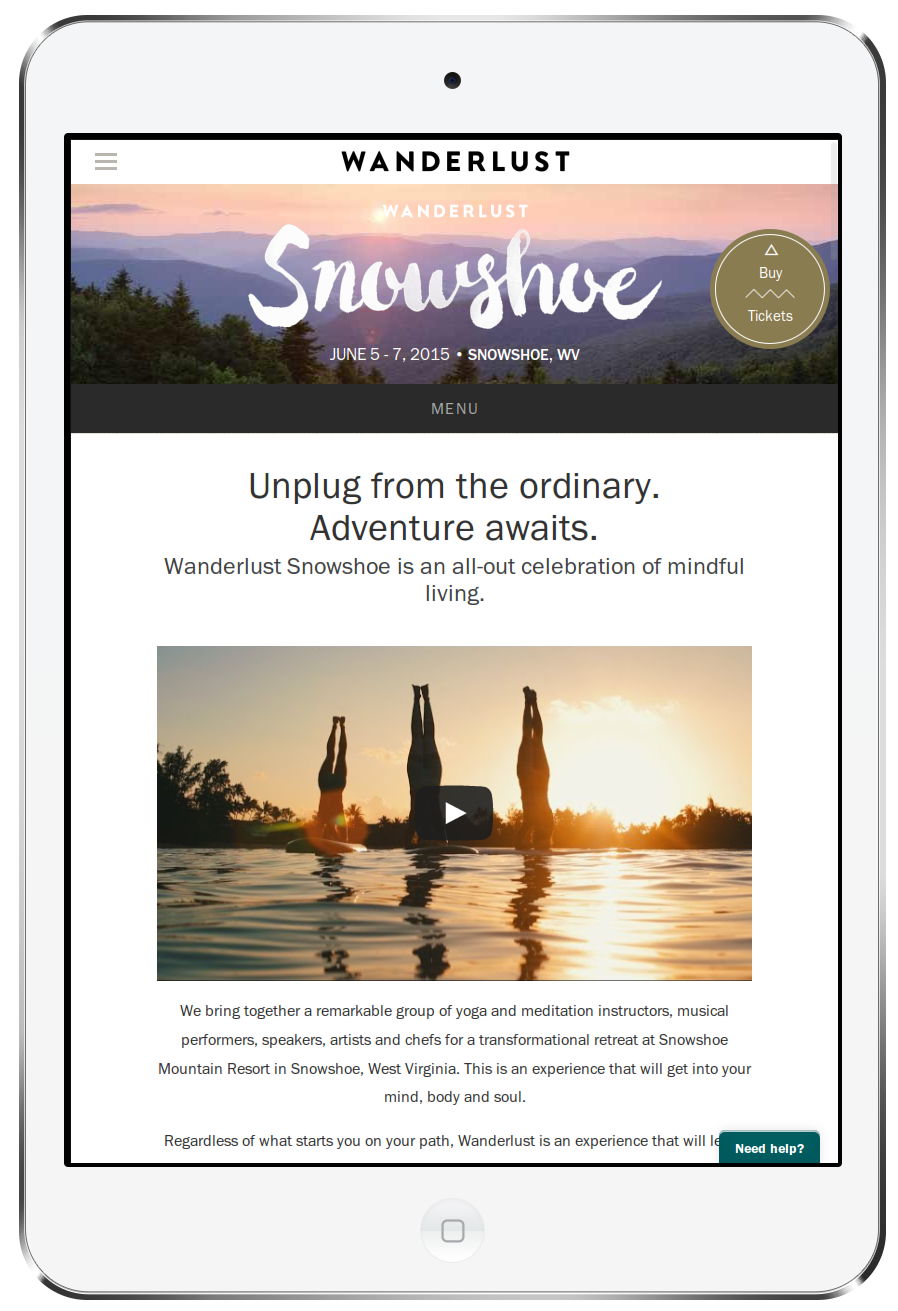 WANDERLUST
WANDERLUST
Snowshoe
JUNE 5 - 7, 2015 • SNOWSHOE, WV
Buy
Tickets
MENU
Unplug from the ordinary.
Adventure awaits.
Wanderlust Snowshoe is an all-out celebration of mindful
living.
We bring together a remarkable group of yoga and meditation instructors, musical
performers, speakers, artists and chefs for a transformational retreat at Snowshoe
Mountain Resort in Snowshoe, West Virginia. This is an experience that will get into your
mind, body and soul.
Regardless of what starts you on your path, Wanderlust is an experience that will
Need help?